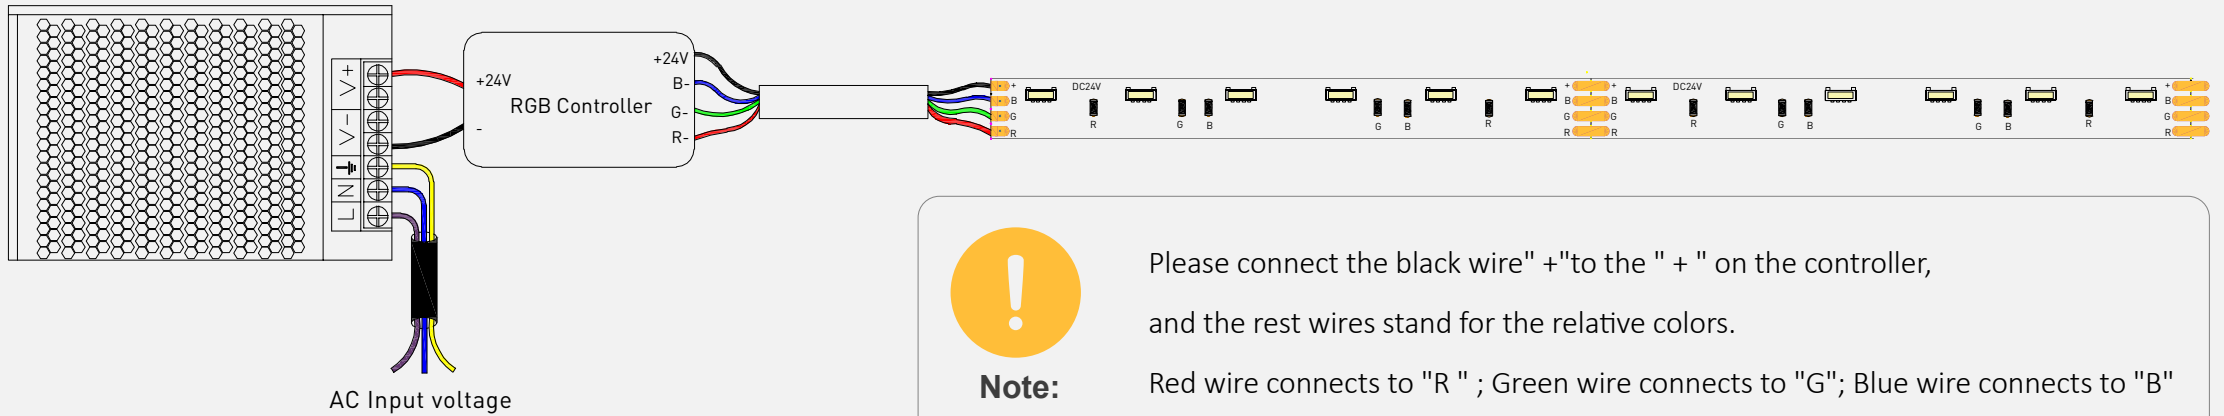 V+
V-
N
L
AC Input voltage
+24V
-
RGB Controller
+24V
B-
G-
R-
+
B
G
R
DC24V
R
G
B
G
B
R
+
B
G
R
+
B
G
R
DC24V
R
G
B
G
B
R
+
B
G
R
Note:
Please connect the black wire" +"to the " + " on the controller,
and the rest wires stand for the relative colors.
Red wire connects to "R " ; Green wire connects to "G"; Blue wire connects to "B"